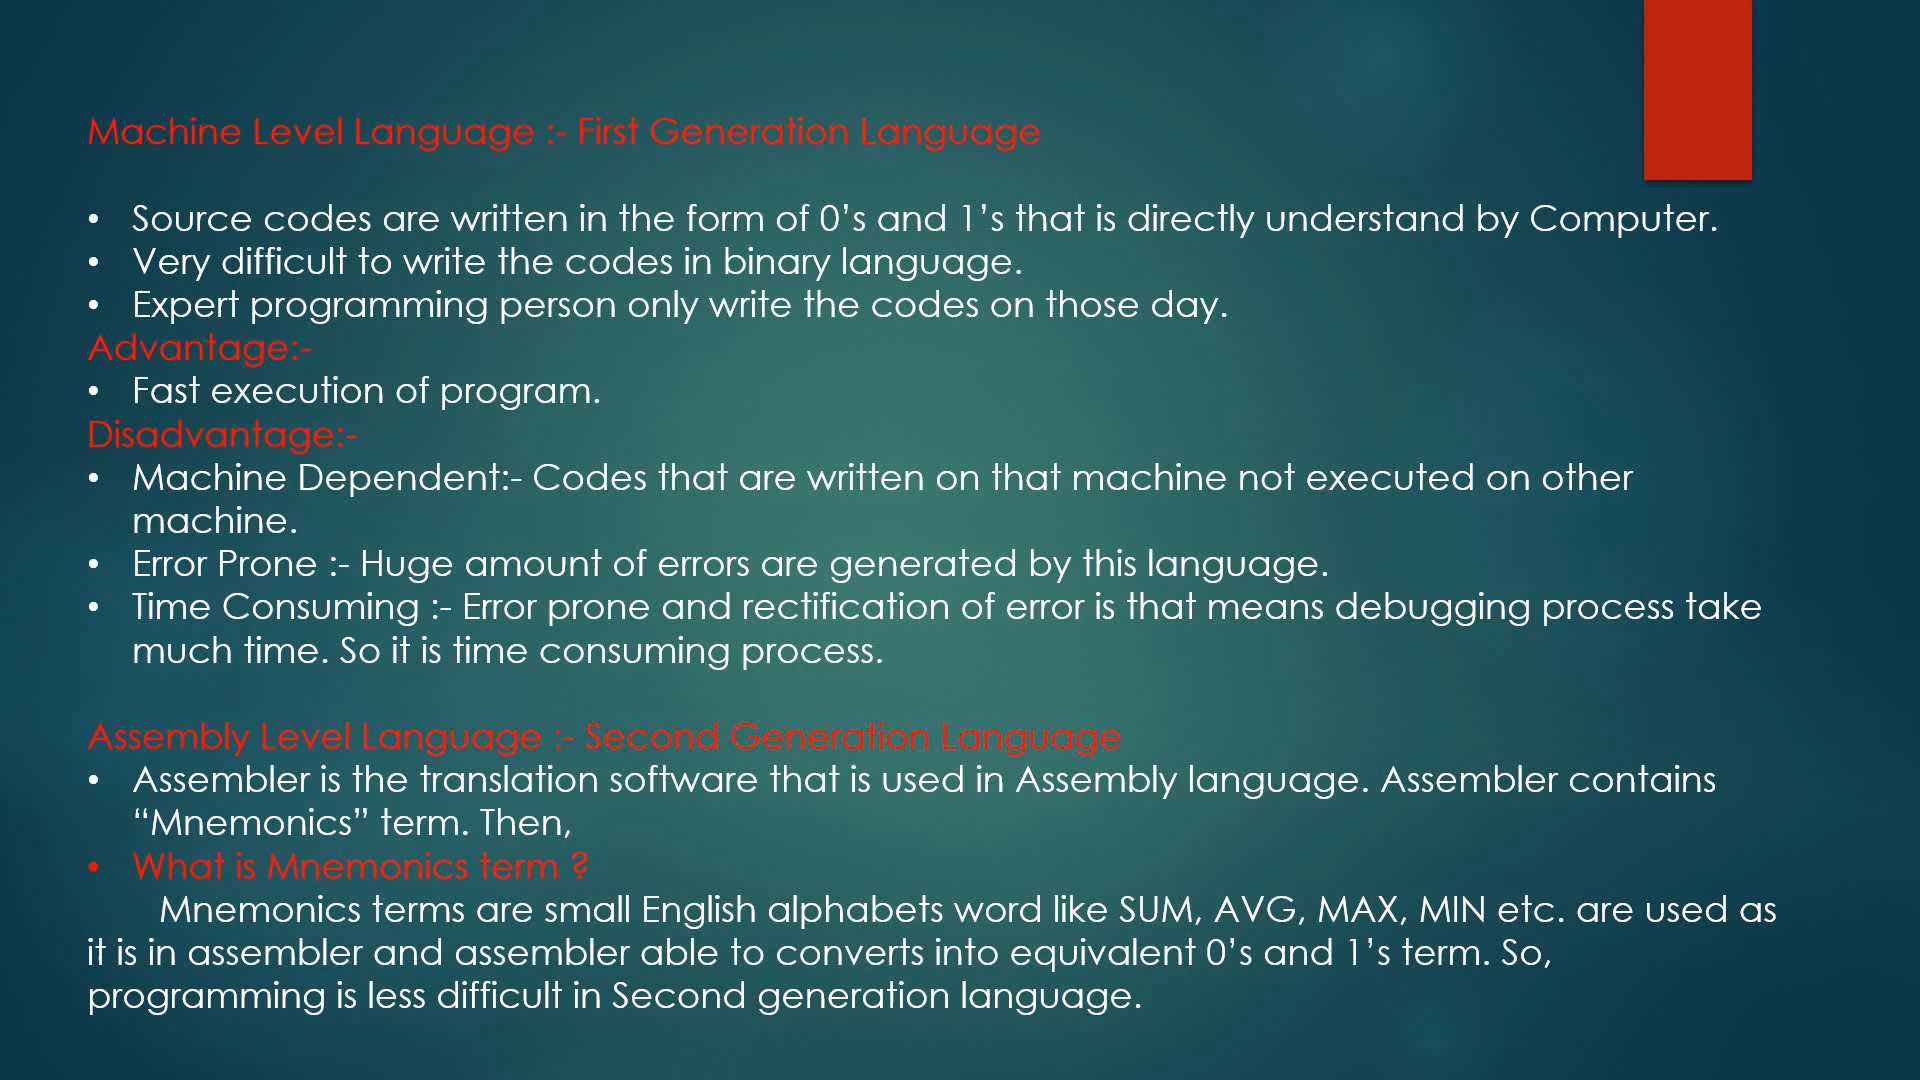 Machine Level Language :- First Generation Language
• Source codes are written in the form of 0’s and 1’s that is directly understand by Computer.
• Very difficult to write the codes in binary language.
• Expert programming person only write the codes on those day.
Advantage:-
• Fast execution of program.
Disadvantage:-
• Machine Dependent:- Codes that are written on that machine not executed on other
machine.
• Error Prone :- Huge amount of errors are generated by this language.
• Time Consuming :- Error prone and rectification of error is that means debugging process take
much time. So it is time consuming process.
Assembly Level Language :- Second Generation Language
• Assembler is the translation software that is used in Assembly language. Assembler contains
“Mnemonics” term. Then,
• What is Mnemonics term ?
Mnemonics terms are small English alphabets word like SUM, AVG, MAX, MIN etc. are used as
it is in assembler and assembler able to converts into equivalent 0’s and 1’s term. So,
programming is less difficult in Second generation language.